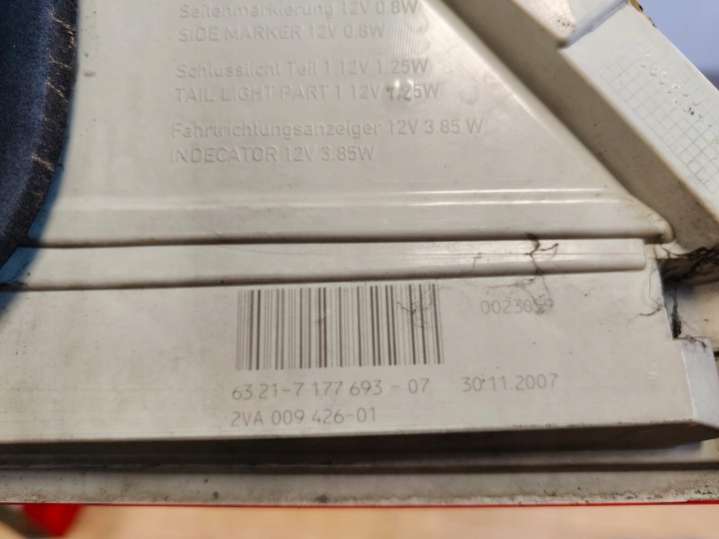 Seitenmarkierung 12V 0.8W
SIDE MARKER 12V 0.8W
Schlusslicht Teil 1 12V 1.25W
TAIL LIGHT PART 1 12V 1.25W
Fahrtrichtungsanzeiger 12V 3.85 W
INDECATOR 12V 3.85W
63 21-7 177 693 - 07 30.11.2007
2VA 009 426-01